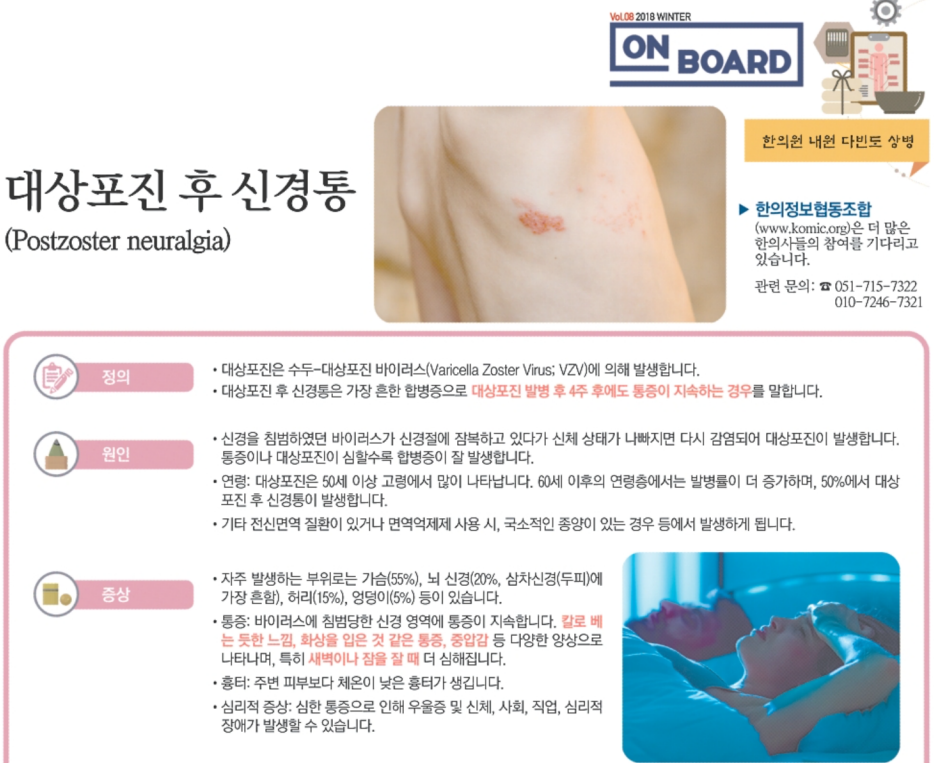 Vol.08 2018 WINTER
ON BOARD
한의원 내원 다빈도 상병
대상포진 후 신경통
(Postzoster neuralgia)
▶ 한의정보협동조합
(www.komic.org)은 더 많은
한의사들의 참여를 기다리고
있습니다.
관련 문의: ☎ 051-715-7322
010-7246-7321
정의
• 대상포진은 수두-대상포진 바이러스(Varicella Zoster Virus; VZV)에 의해 발생합니다.
• 대상포진 후 신경통은 가장 흔한 합병증으로 대상포진 발병 후 4주 후에도 통증이 지속하는 경우를 말합니다.
원인
• 신경을 침범하였던 바이러스가 신경절에 잠복하고 있다가 신체 상태가 나빠지면 다시 감염되어 대상포진이 발생합니다.
통증이나 대상포진이 심할수록 합병증이 잘 발생합니다.
• 연령: 대상포진은 50세 이상 고령에서 많이 나타납니다. 60세 이후의 연령층에서는 발병률이 더 증가하며, 50%에서 대상
포진 후 신경통이 발생합니다.
• 기타 전신면역 질환이 있거나 면역억제제 사용 시, 국소적인 종양이 있는 경우 등에서 발생하게 됩니다.
증상
• 자주 발생하는 부위로는 가슴(55%), 뇌 신경(20%, 삼차신경(두피)에
가장 흔함), 허리(15%), 엉덩이(5%) 등이 있습니다.
• 통증: 바이러스에 침범당한 신경 영역에 통증이 지속합니다. 칼로 베
는 듯한 느낌, 화상을 입은 것 같은 통증, 중압감 등 다양한 양상으로
나타나며, 특히 새벽이나 잠을 잘 때 더 심해집니다.
• 흉터: 주변 피부보다 체온이 낮은 흉터가 생깁니다.
• 심리적 증상: 심한 통증으로 인해 우울증 및 신체, 사회, 직업, 심리적
장애가 발생할 수 있습니다.